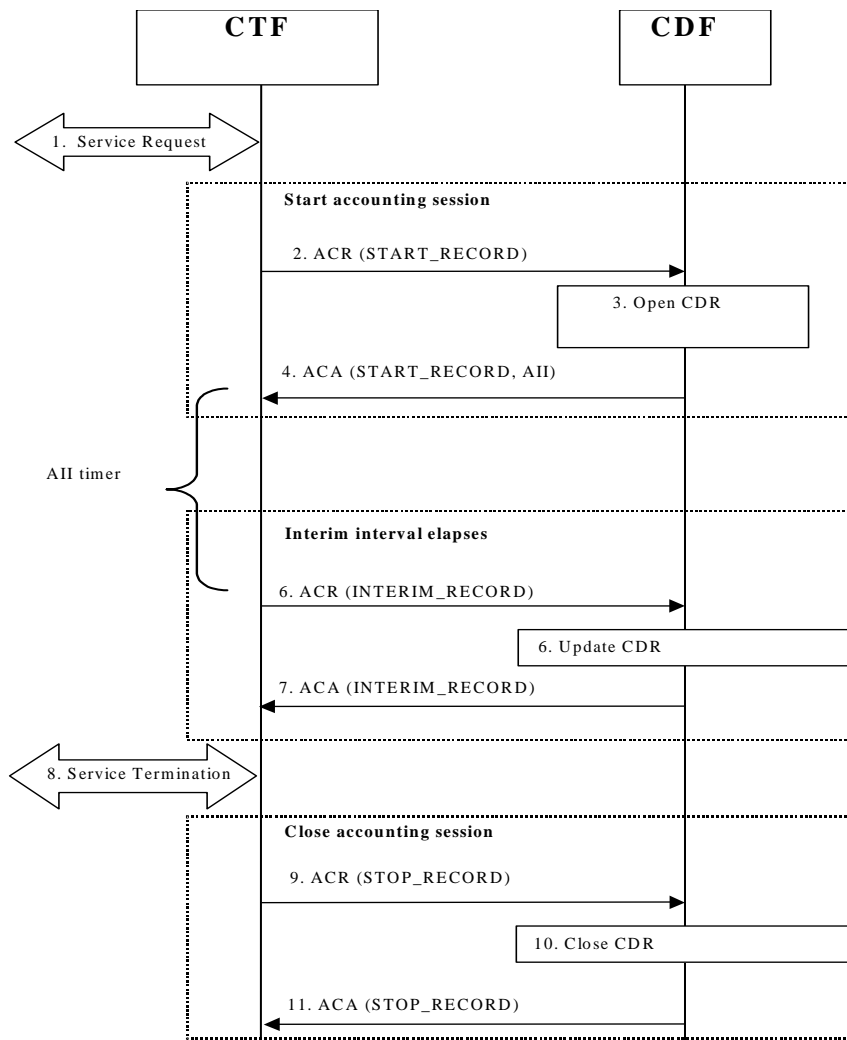 CTF
CDF
1. Service Request
Start accounting session
2. ACR (START_RECORD)
3. Open CDR
4. ACA (START_RECORD, AII)
AII timer
Interim interval elapses
6. ACR (INTERIM_RECORD)
6. Update CDR
7. ACA (INTERIM_RECORD)
8. Service Termination
Close accounting session
9. ACR (STOP_RECORD)
10. Close CDR
11. ACA (STOP_RECORD)